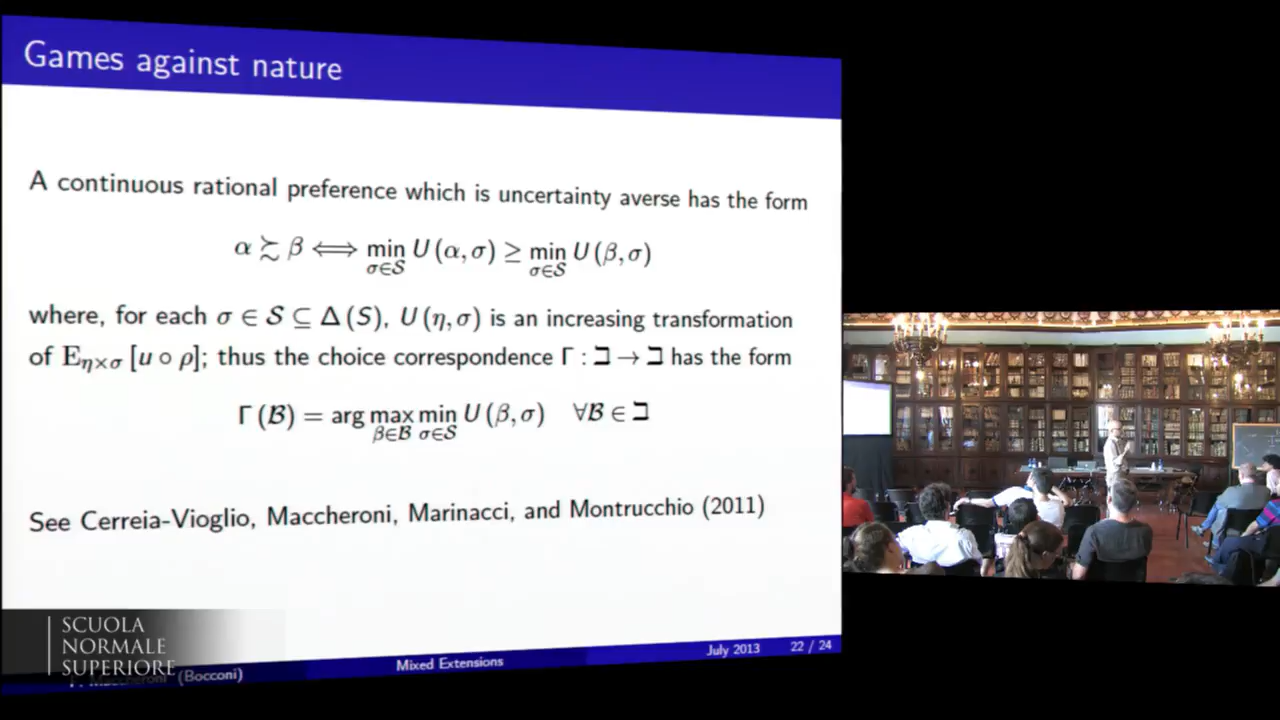 Games against nature
A continuous rational preference which is uncertainty averse has the form
α ≿ β ⟺ min U(α, σ) ≥ min U(β, σ)
σ∈𝒮 σ∈𝒮
where, for each σ ∈ 𝒮 ⊆ Δ(S), U(η, σ) is an increasing transformation
of E_{η×σ} [u ∘ ρ]; thus the choice correspondence Γ : ℷ → ℷ has the form
Γ(ℬ) = arg max min U(β, σ) ∀ℬ ∈ ℷ
β∈ℬ σ∈𝒮
See Cerreia-Vioglio, Maccheroni, Marinacci, and Montrucchio (2011)
SCUOLA
NORMALE
SUPERIORE
(Bocconi)
Mixed Extensions
July 2013
22 / 24